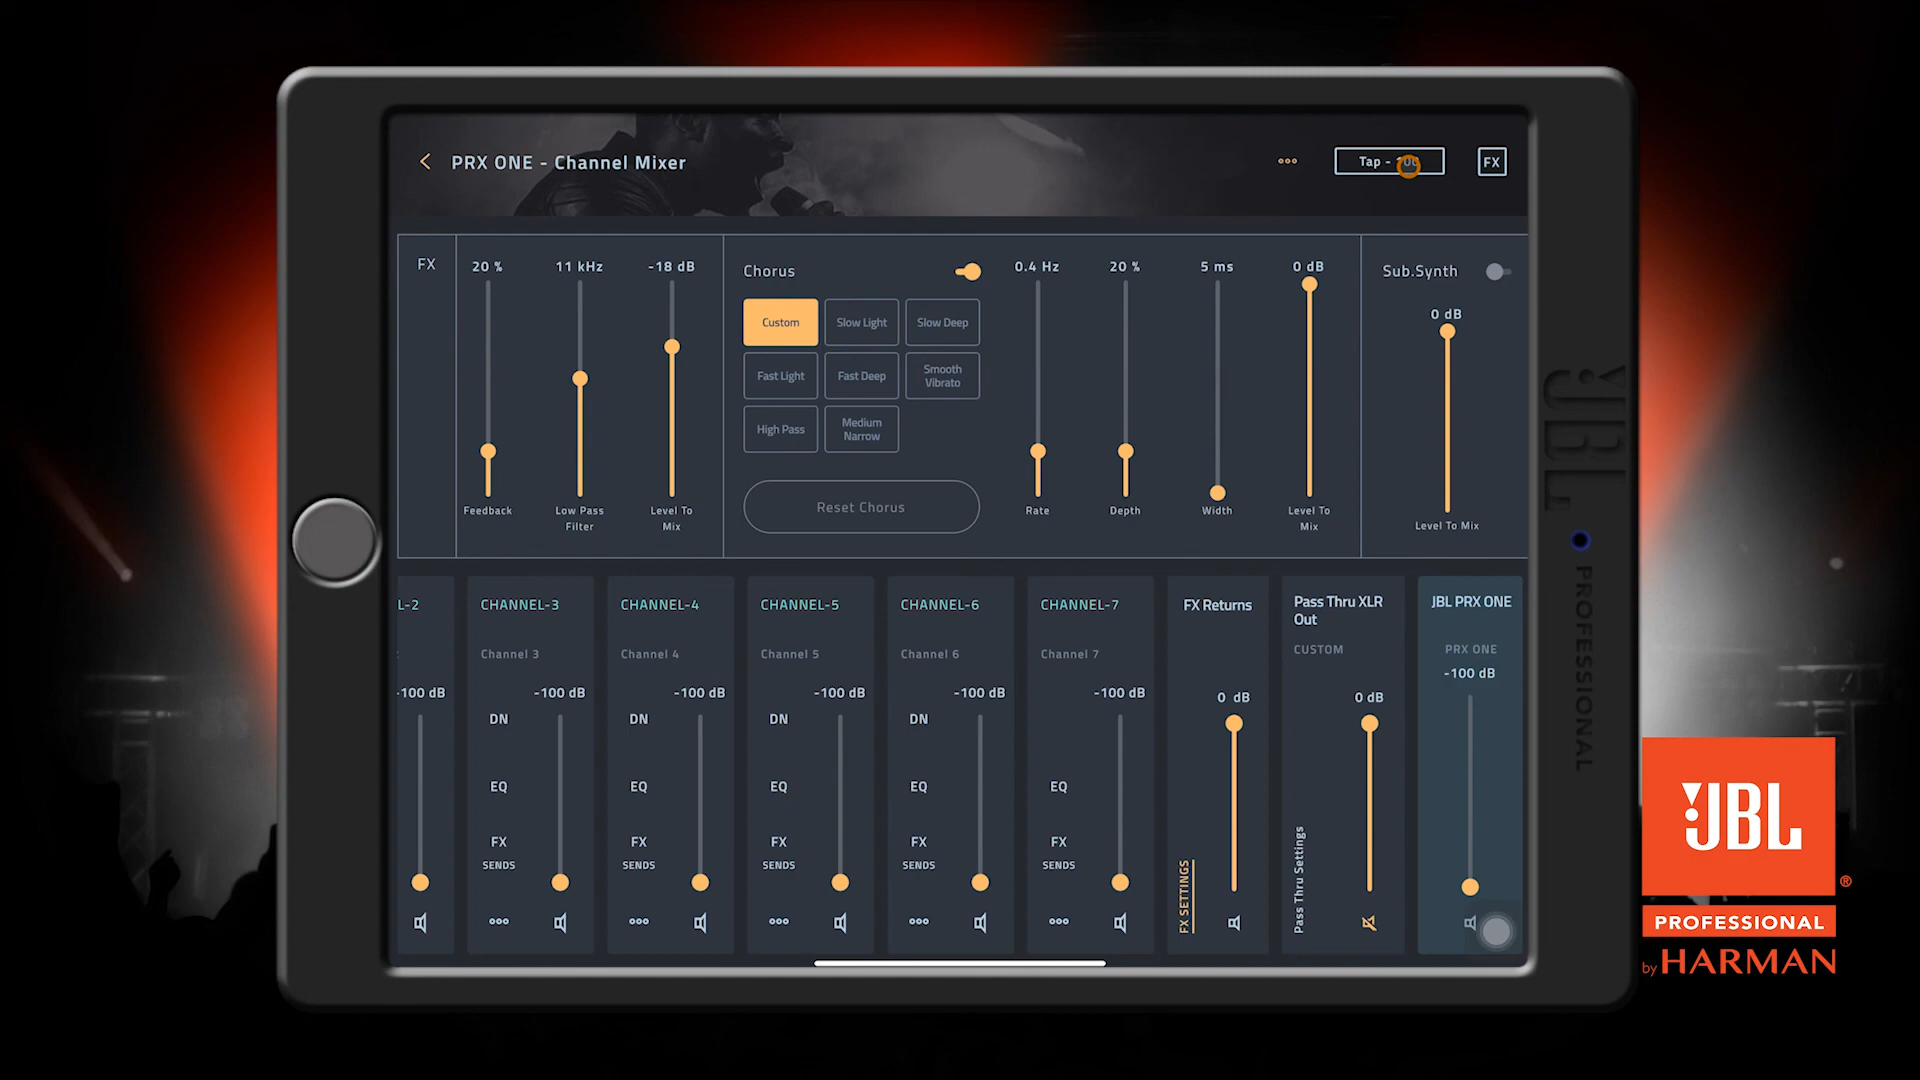 PRX ONE - Channel Mixer
Tap -
FX
FX
20 %
11 kHz
-18 dB
Feedback
Low Pass
Filter
Level To
Mix
Chorus
Custom
Slow Light
Slow Deep
Fast Light
Fast Deep
Smooth
Vibrato
High Pass
Medium
Narrow
Reset Chorus
0.4 Hz
20 %
5 ms
0 dB
Rate
Depth
Width
Level To
Mix
Sub.Synth
0 dB
Level To Mix
L-2
-100 dB
CHANNEL-3
Channel 3
-100 dB
DN
EQ
FX
SENDS
CHANNEL-4
Channel 4
-100 dB
DN
EQ
FX
SENDS
CHANNEL-5
Channel 5
-100 dB
DN
EQ
FX
SENDS
CHANNEL-6
Channel 6
-100 dB
DN
EQ
FX
SENDS
CHANNEL-7
Channel 7
-100 dB
EQ
FX
SENDS
FX Returns
0 dB
FX SETTINGS
Pass Thru XLR
Out
CUSTOM
0 dB
Pass Thru Settings
JBL PRX ONE
PRX ONE
-100 dB
JBL
PROFESSIONAL
JBL
®
PROFESSIONAL
by HARMAN